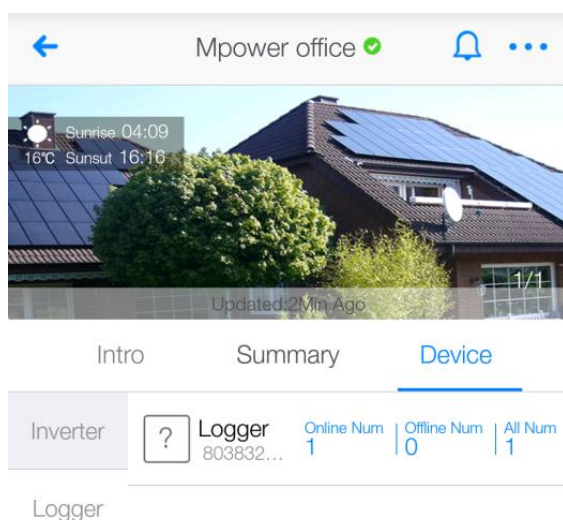 Mpower office
Sunrise 04:09
16℃ Sunsut 16:16
1/1
Updated:2Min Ago
Intro Summary Device
Inverter
? Logger Online Num Offline Num All Num
803832... 1 0 1
Logger